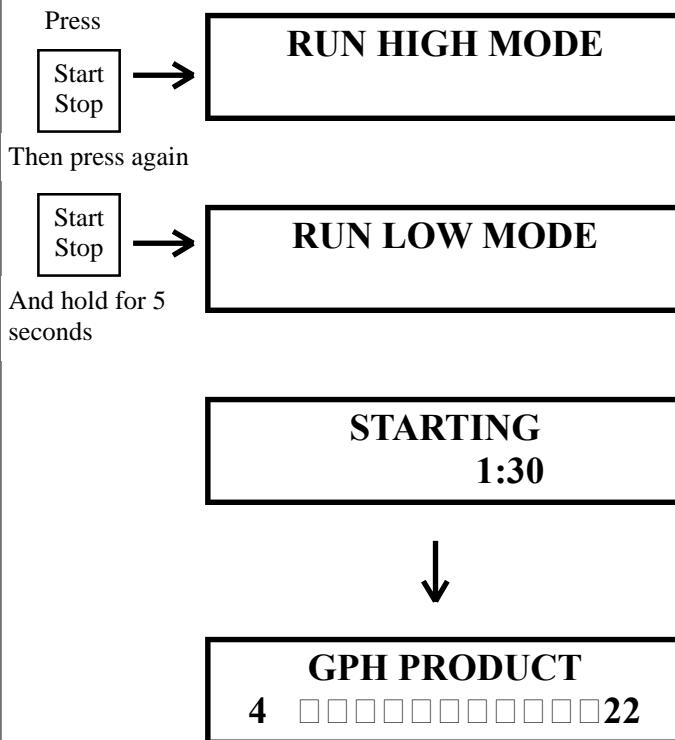 Press
Start
Stop
RUN HIGH MODE
Then press again
Start
Stop
RUN LOW MODE
And hold for 5
seconds
STARTING
1:30
GPH PRODUCT
4 □□□□□□□□□□□22